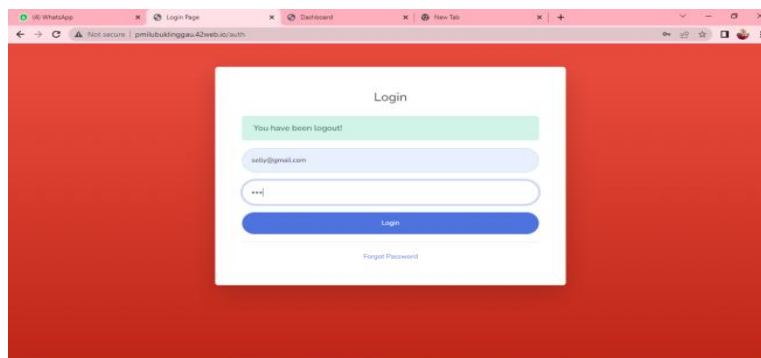 (4) WhatsApp
Login Page
Dashboard
New Tab
Not secure
pmilubuklinggau.42web.io/auth
Login
You have been logout!
selly@gmail.com
•••
Login
Forgot Password